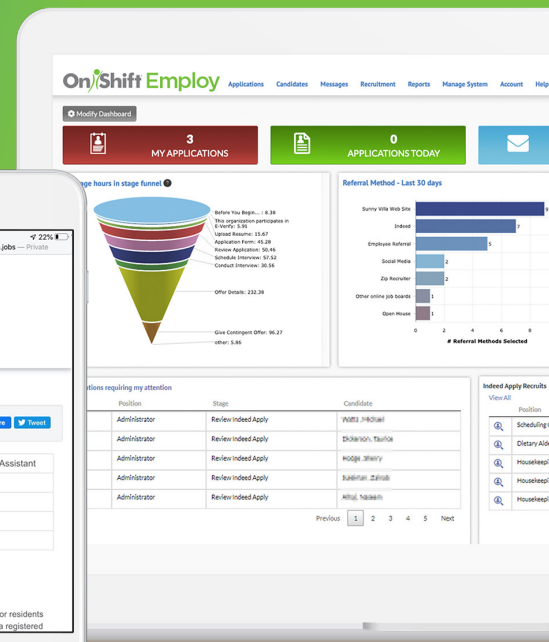 OnShift Employ
Applications Candidates Messages Recruitment Reports Manage System Account Help
Modify Dashboard
3
MY APPLICATIONS
0
APPLICATIONS TODAY
ge hours in stage funnel ?
Before You Begin... : 8.38
This organization participates in
E-Verify: 5.91
Upload Resume: 15.67
Application Form: 45.28
Review Application: 50.46
Schedule Interview: 57.52
Conduct Interview: 30.56
Offer Details: 232.38
Give Contingent Offer: 96.27
other: 5.86
Referral Method - Last 30 days
Sunny Villa Web Site 9
Indeed 7
Employee Referral 5
Social Media 2
Zip Recruiter 2
Other online job boards 1
Open House 1
0 2 4 6 8
# Referral Methods Selected
22%
.jobs — Private
re Tweet
Assistant
or residents
a registered
tions requiring my attention
Position Stage Candidate
Administrator Review Indeed Apply
Administrator Review Indeed Apply
Administrator Review Indeed Apply
Administrator Review Indeed Apply
Administrator Review Indeed Apply
Previous 1 2 3 4 5 Next
Indeed Apply Recruits
View All
Position
Scheduling
Dietary Aide
Housekeepi
Housekeepi
Housekeepi